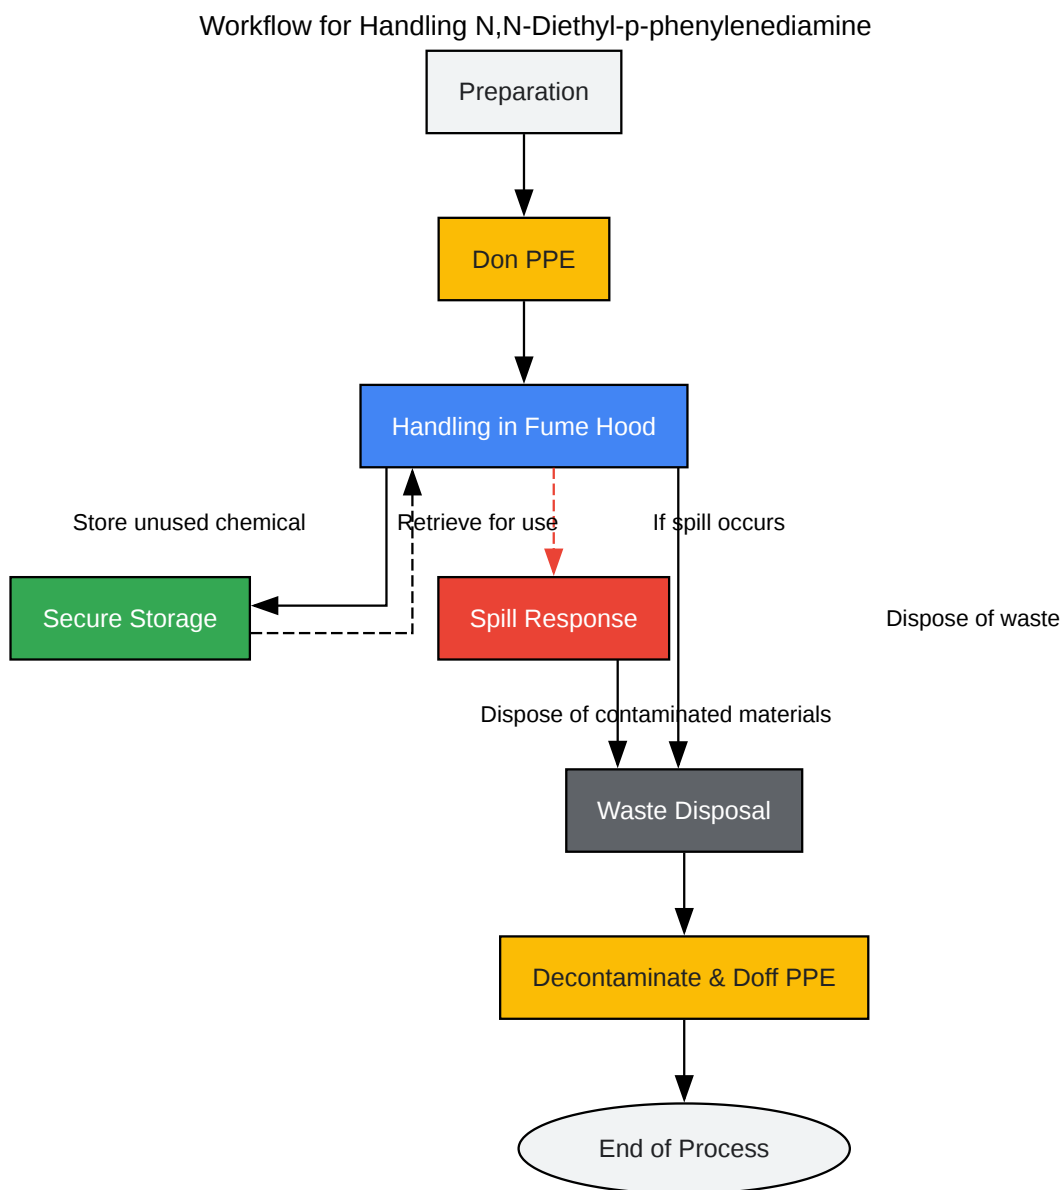 Workflow for Handling N,N-Diethyl-p-phenylenediamine
Preparation
Don PPE
Handling in Fume Hood
Store unused chemical
Retrieve for use
If spill occurs
Secure Storage
Spill Response
Dispose of waste
Dispose of contaminated materials
Waste Disposal
Decontaminate & Doff PPE
End of Process